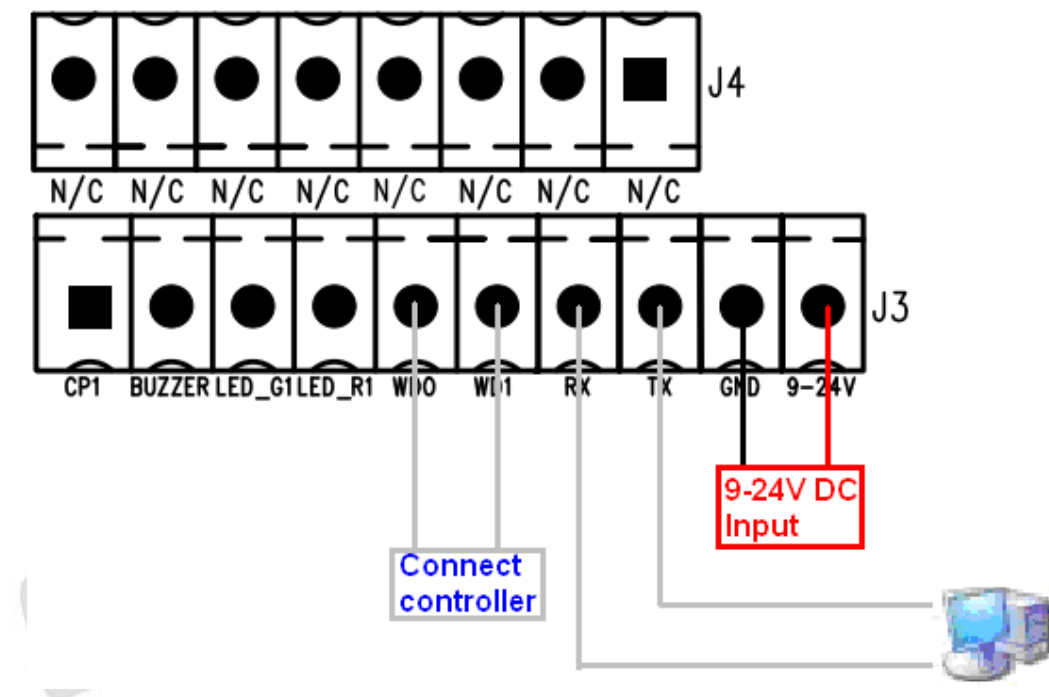 J4
N/C N/C N/C N/C N/C N/C N/C N/C
J3
CP1 BUZZER LED_G1 LED_R1 WD0 WD1 RX TX GND 9-24V
9-24V DC
Input
Connect
controller